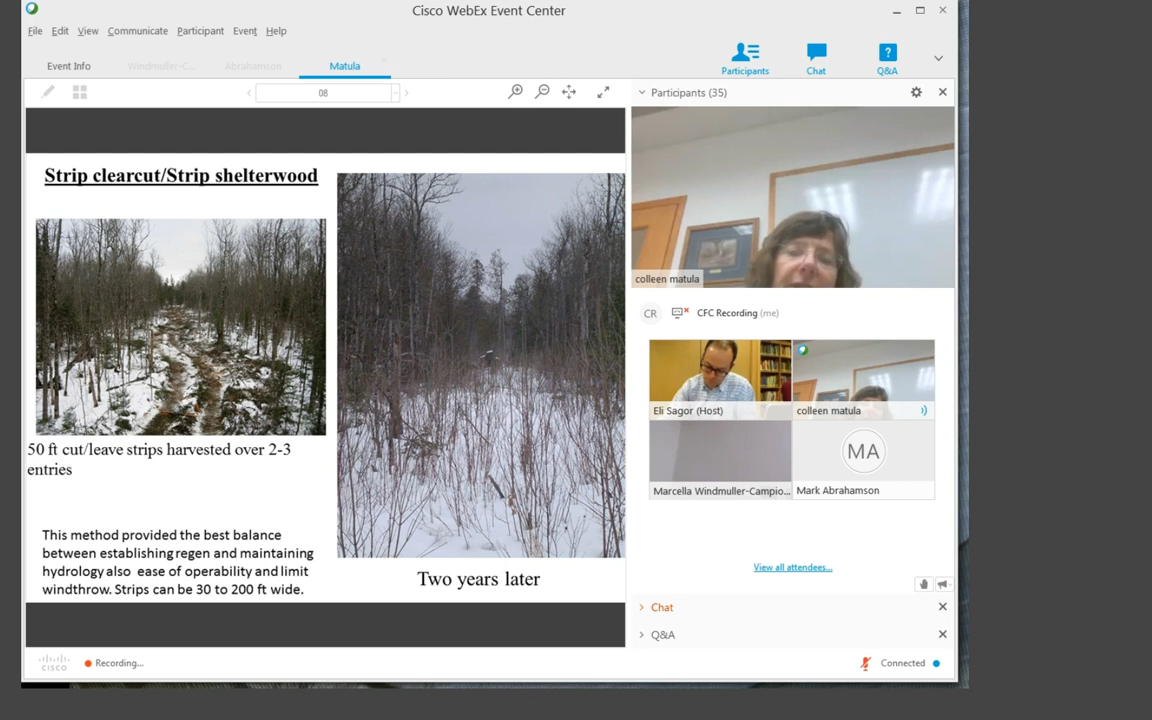 Cisco WebEx Event Center
File Edit View Communicate Participant Event Help
Event Info Windmuller-C... Abrahamson Matula
Participants Chat Q&A
08
Participants (35)
Strip clearcut/Strip shelterwood
50 ft cut/leave strips harvested over 2-3
entries
This method provided the best balance
between establishing regen and maintaining
hydrology also ease of operability and limit
windthrow. Strips can be 30 to 200 ft wide.
Two years later
colleen matula
CR CFC Recording (me)
Eli Sagor (Host) colleen matula
MA
Marcella Windmuller-Campio... Mark Abrahamson
View all attendees...
Chat
Q&A
CISCO Recording... Connected